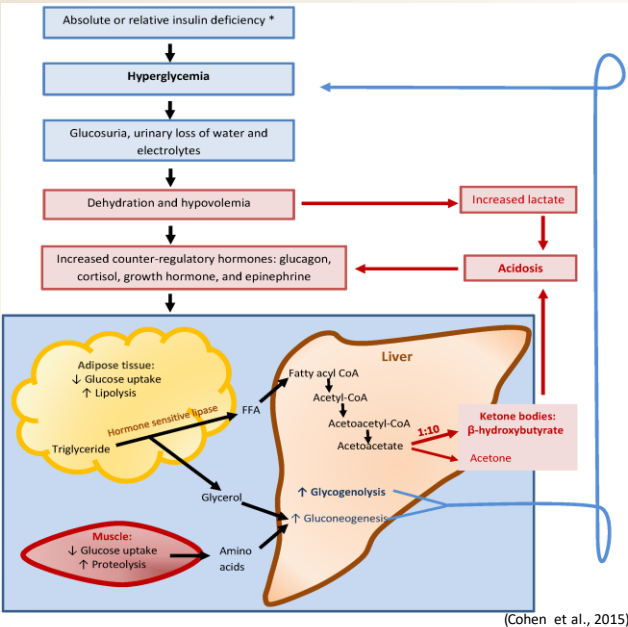 Absolute or relative insulin deficiency *
Hyperglycemia
Glucosuria, urinary loss of water and
electrolytes
Dehydration and hypovolemia
Increased lactate
Increased counter-regulatory hormones: glucagon,
cortisol, growth hormone, and epinephrine
Acidosis
Adipose tissue:
↓ Glucose uptake
↑ Lipolysis
Hormone sensitive lipase
Triglyceride
FFA
Glycerol
Liver
Fatty acyl CoA
Acetyl-CoA
Acetoacetyl-CoA
Acetoacetate
1:10
Ketone bodies:
β-hydroxybutyrate
Acetone
↑ Glycogenolysis
↑ Gluconeogenesis
Muscle:
↓ Glucose uptake
↑ Proteolysis
Amino
acids
(Cohen et al., 2015)